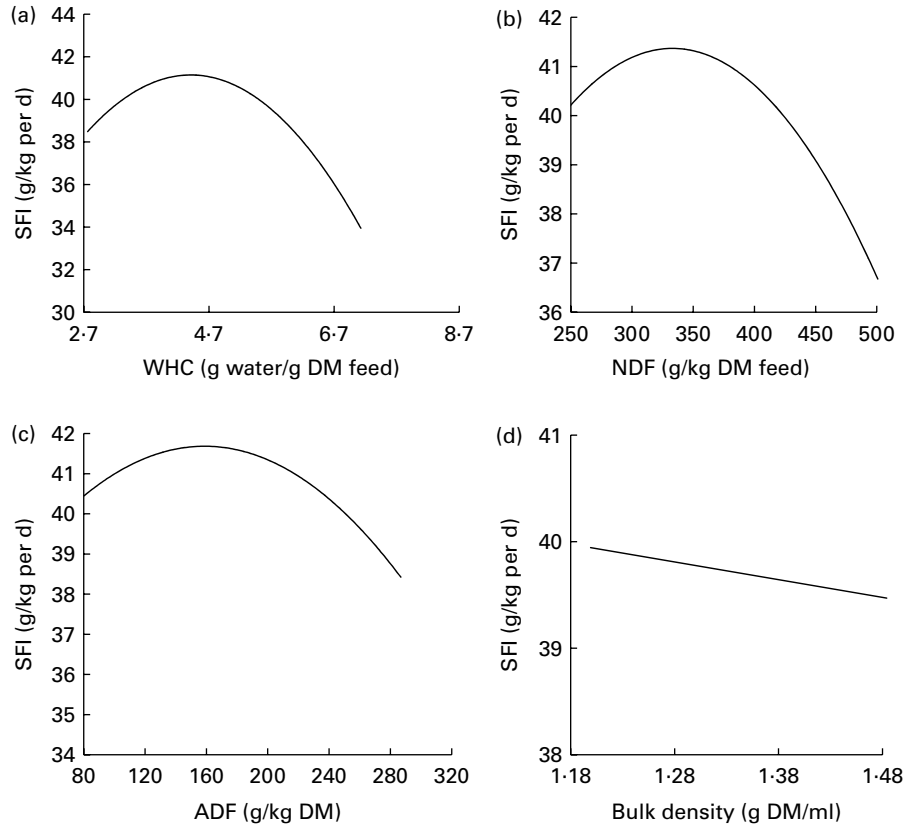 (a)
44
42
40
38
36
34
32
30
SFI (g/kg per d)
2·7 4·7 6·7 8·7
WHC (g water/g DM feed)
(b)
42
41
40
39
38
37
36
SFI (g/kg per d)
250 300 350 400 450 500
NDF (g/kg DM feed)
(c)
42
41
40
39
38
37
36
35
34
SFI (g/kg per d)
80 120 160 200 240 280 320
ADF (g/kg DM)
(d)
41
40
39
38
SFI (g/kg per d)
1·18 1·28 1·38 1·48
Bulk density (g DM/ml)